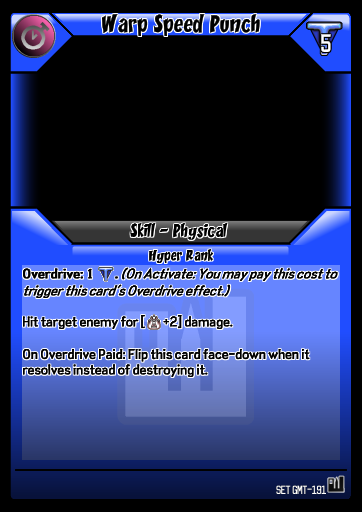 Warp Speed Punch
5
Skill - Physical
Hyper Rank
Overdrive: 1 . (On Activate: You may pay this cost to
trigger this card's Overdrive effect.)
Hit target enemy for [ +2] damage.
On Overdrive Paid: Flip this card face-down when it
resolves instead of destroying it.
SET GMT-191